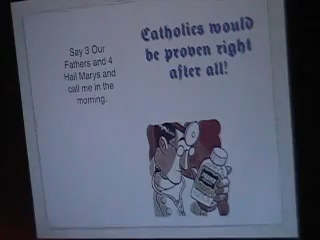 Say 3 Our
Fathers and 4
Hail Marys and
call me in the
morning.
Catholics would
be proven right
after all!